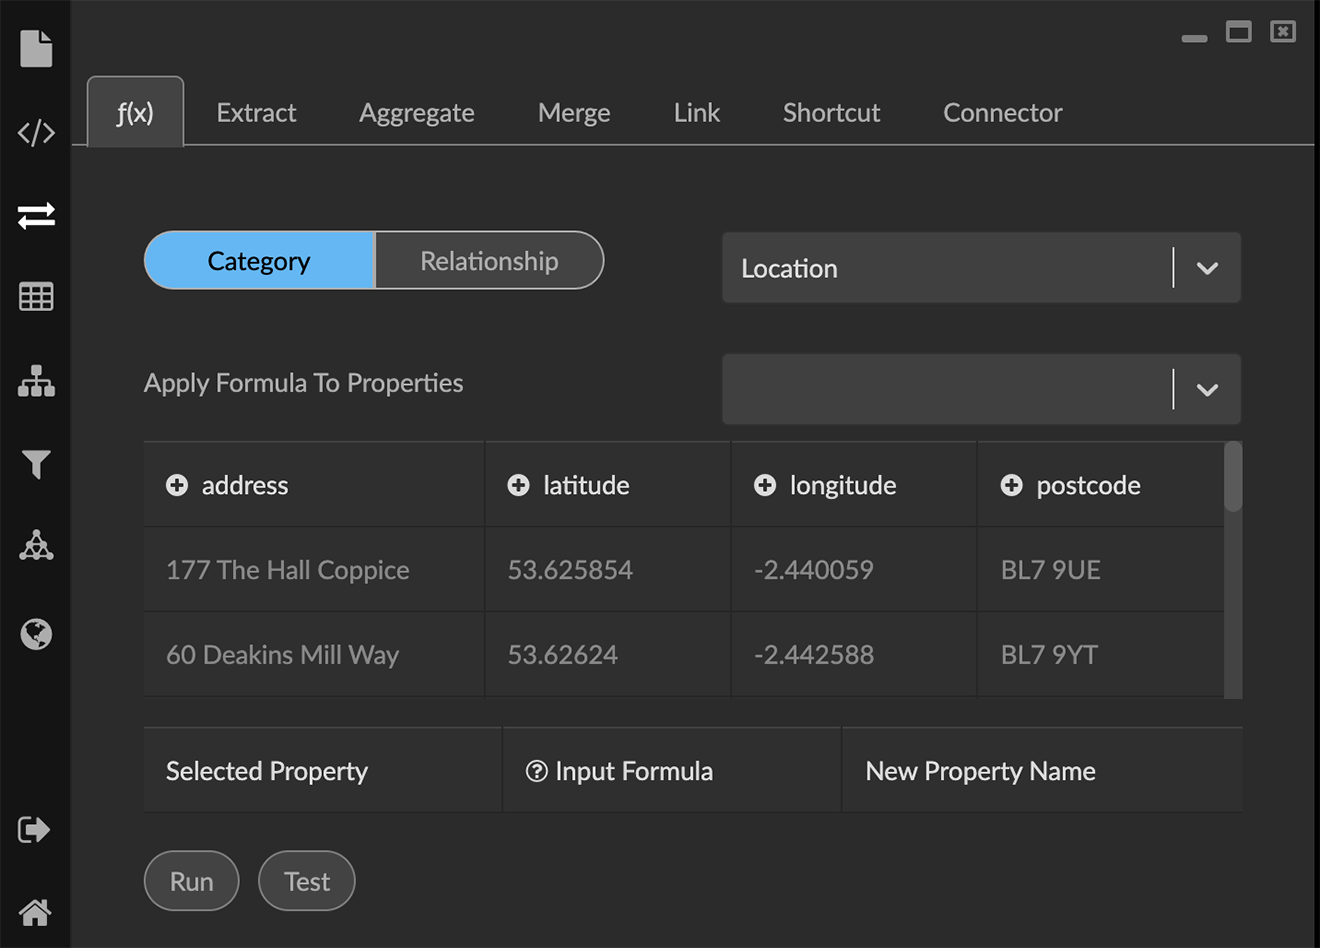 ƒ(x) Extract Aggregate Merge Link Shortcut Connector
Category Relationship Location
Apply Formula To Properties
address latitude longitude postcode
177 The Hall Coppice 53.625854 -2.440059 BL7 9UE
60 Deakins Mill Way 53.62624 -2.442588 BL7 9YT
Selected Property Input Formula New Property Name
Run Test